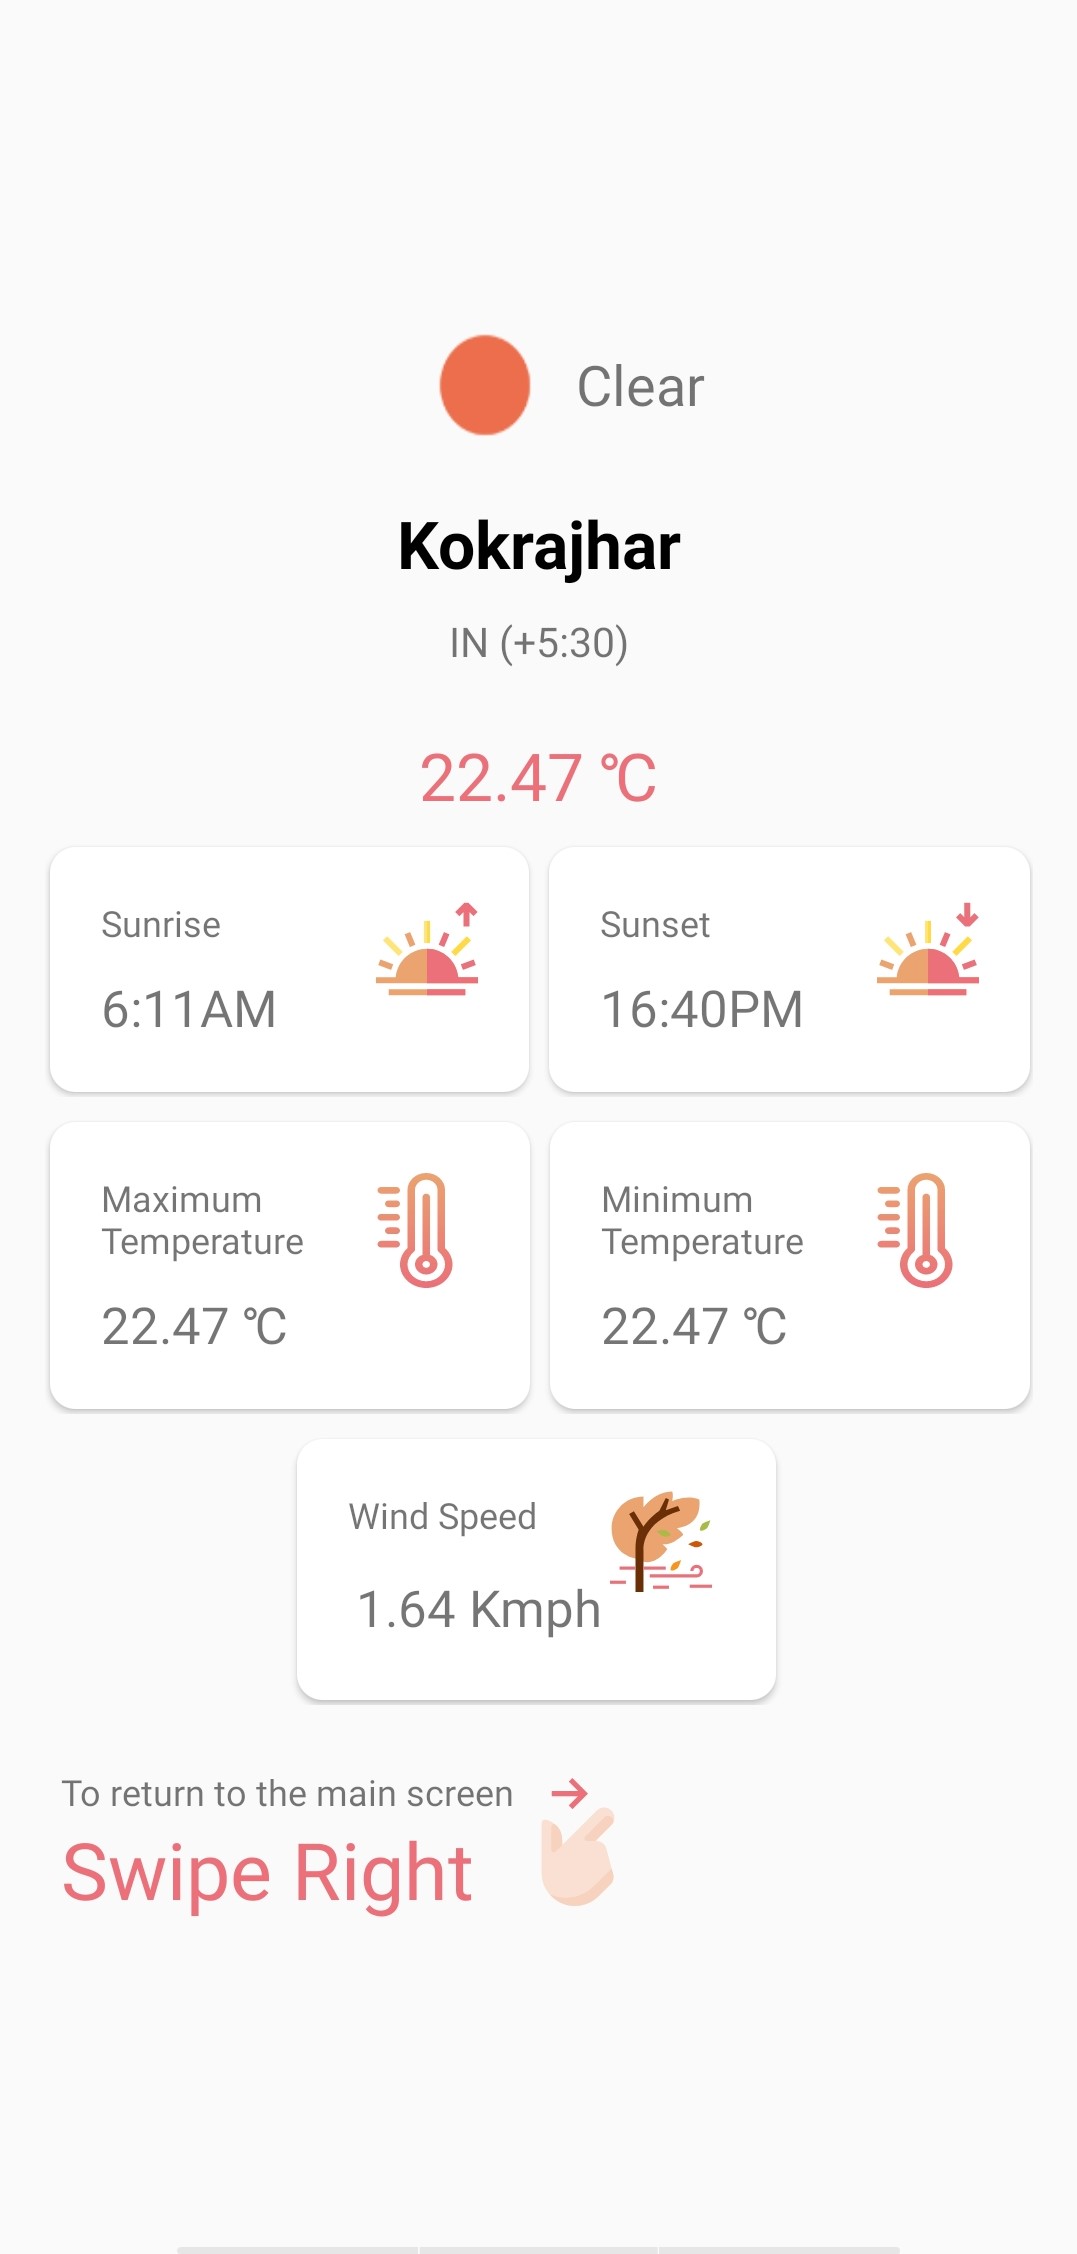 Clear
Kokrajhar
IN (+5:30)
22.47 ℃
Sunrise
6:11AM
Sunset
16:40PM
Maximum
Temperature
22.47 ℃
Minimum
Temperature
22.47 ℃
Wind Speed
1.64 Kmph
To return to the main screen
Swipe Right